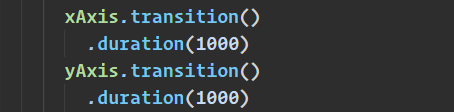 xAxis.transition()
.duration(1000)
yAxis.transition()
.duration(1000)